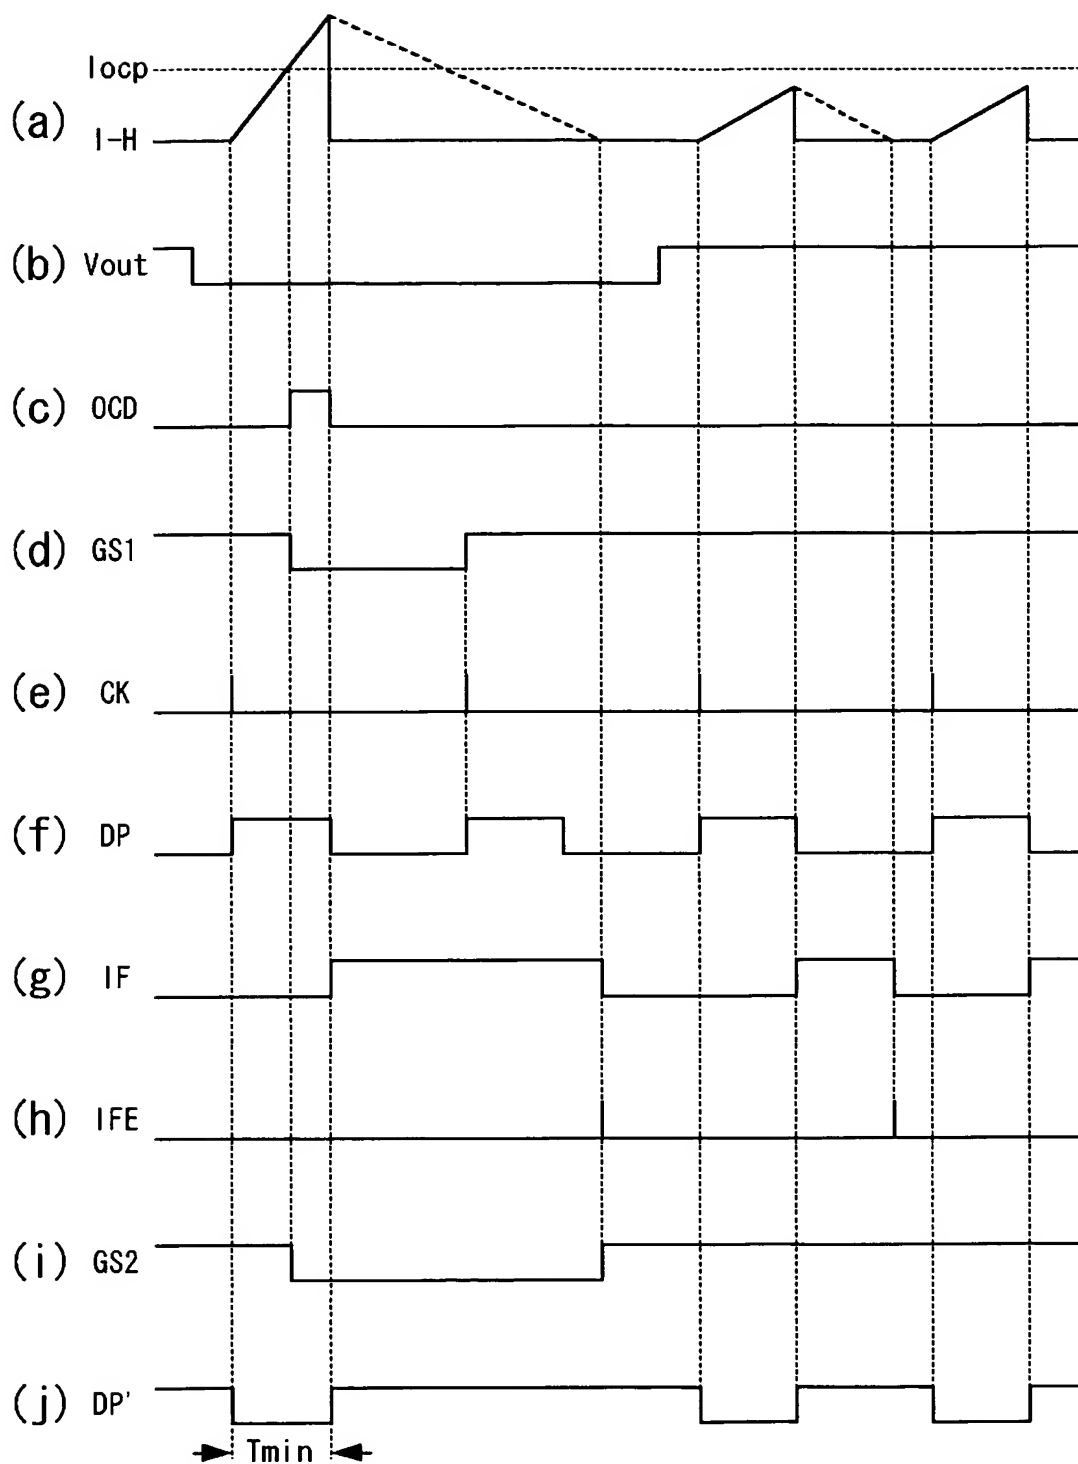 Iocp
(a) I-H
(b) Vout
(c) OCD
(d) GS1
(e) CK
(f) DP
(g) IF
(h) IFE
(i) GS2
(j) DP'
Tmin